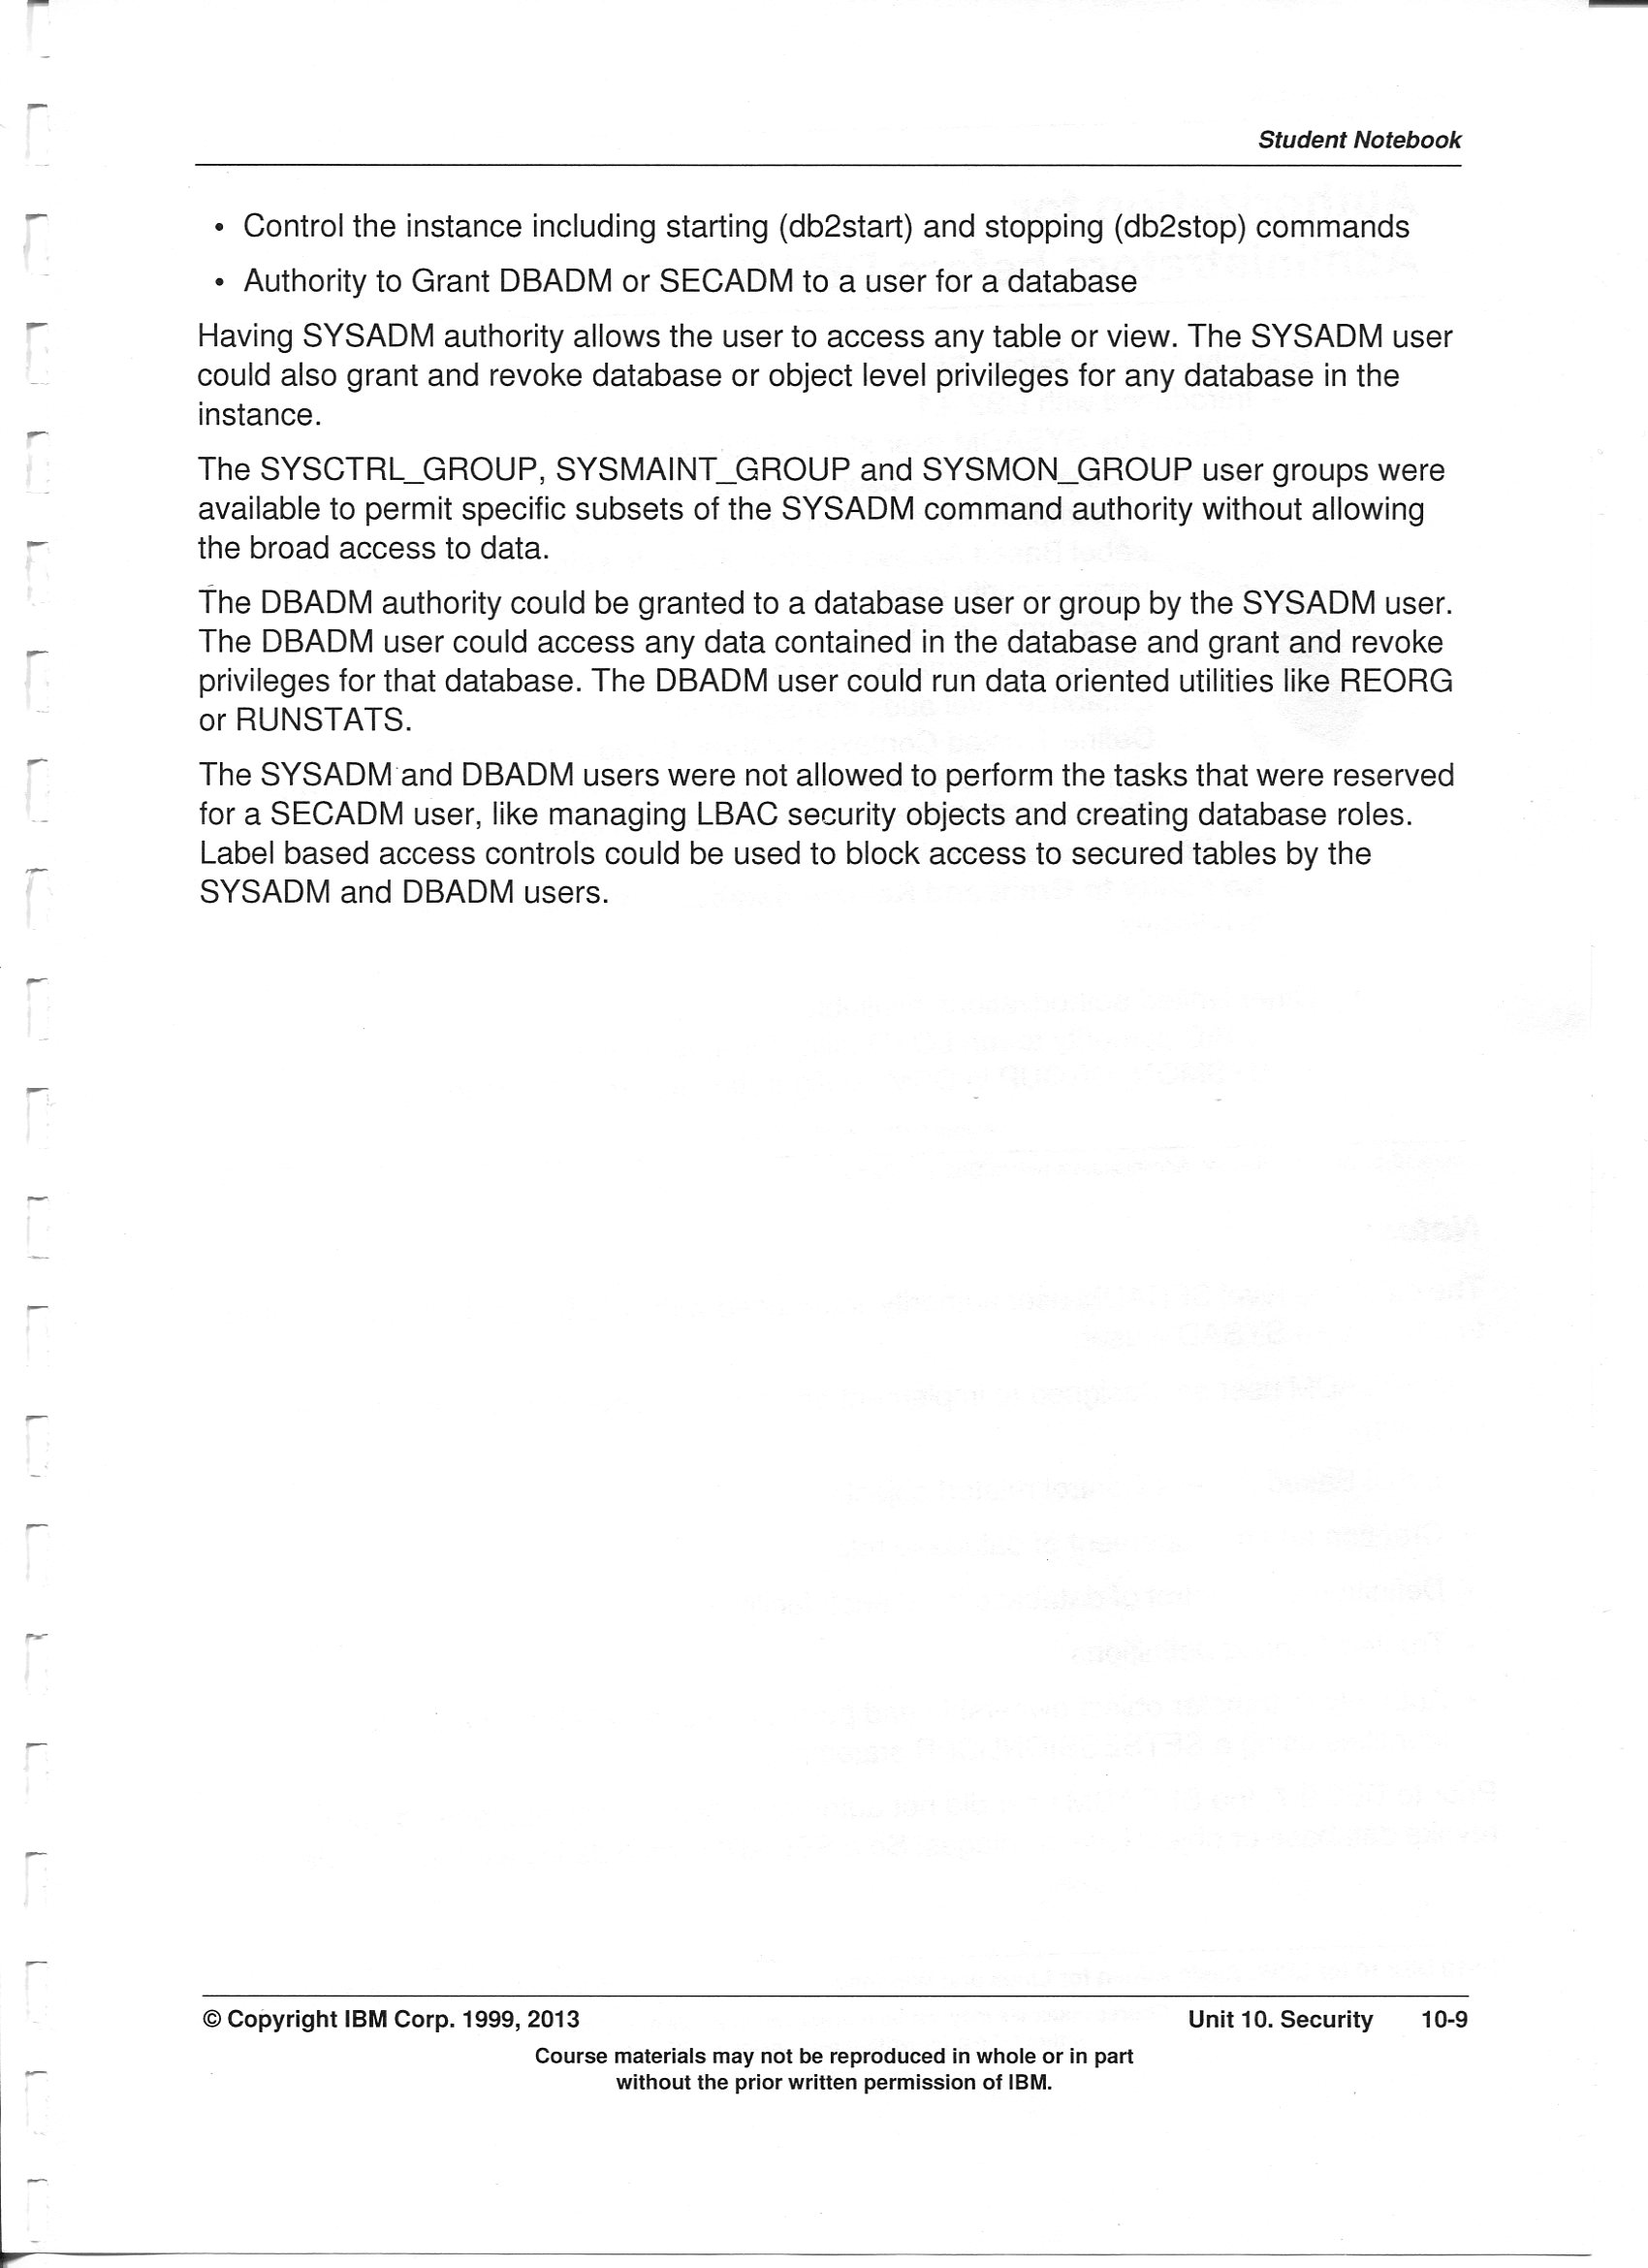 Student Notebook
• Control the instance including starting (db2start) and stopping (db2stop) commands
• Authority to Grant DBADM or SECADM to a user for a database
Having SYSADM authority allows the user to access any table or view. The SYSADM user
could also grant and revoke database or object level privileges for any database in the
instance.
The SYSCTRL_GROUP, SYSMAINT_GROUP and SYSMON_GROUP user groups were
available to permit specific subsets of the SYSADM command authority without allowing
the broad access to data.
The DBADM authority could be granted to a database user or group by the SYSADM user.
The DBADM user could access any data contained in the database and grant and revoke
privileges for that database. The DBADM user could run data oriented utilities like REORG
or RUNSTATS.
The SYSADM and DBADM users were not allowed to perform the tasks that were reserved
for a SECADM user, like managing LBAC security objects and creating database roles.
Label based access controls could be used to block access to secured tables by the
SYSADM and DBADM users.
© Copyright IBM Corp. 1999, 2013 Unit 10. Security 10-9
Course materials may not be reproduced in whole or in part
without the prior written permission of IBM.